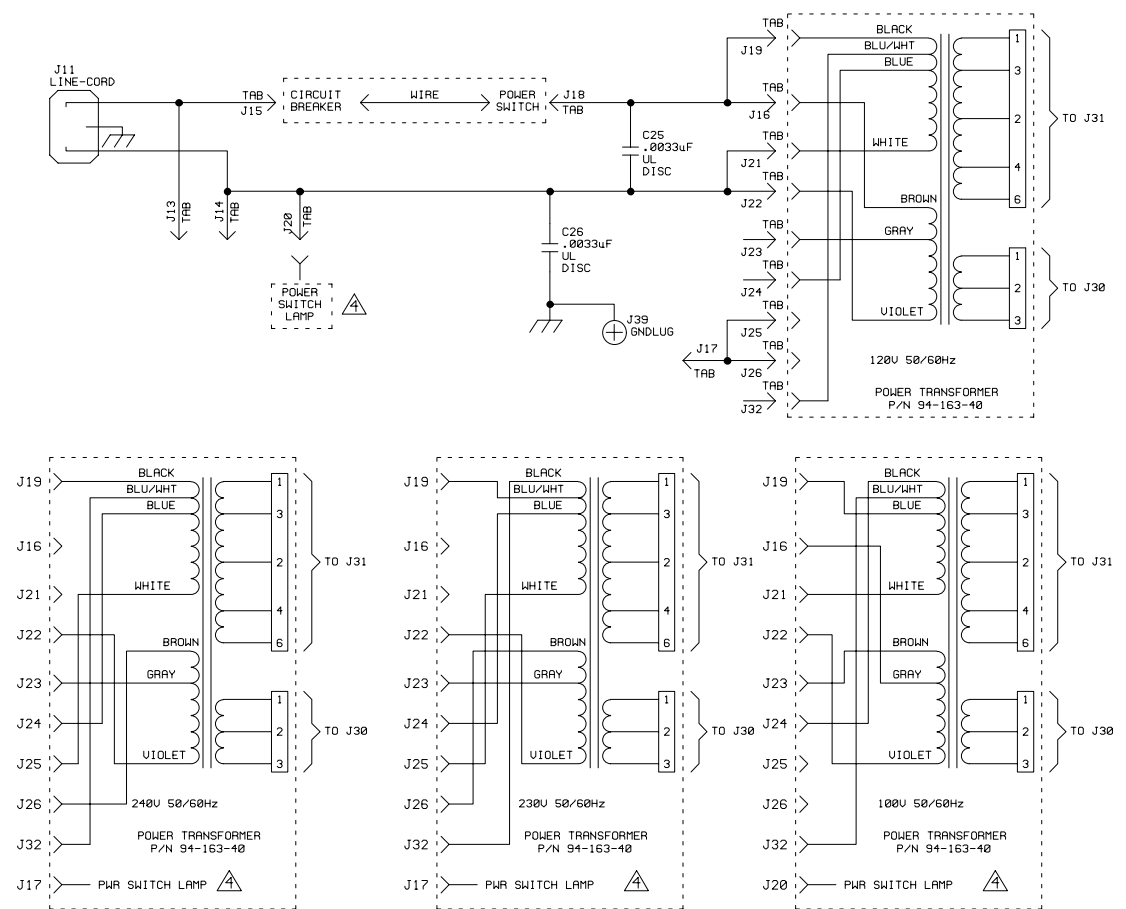 J11
LINE-CORD
TAB
J15
CIRCUIT
BREAKER
WIRE
POWER
SWITCH
J18
TAB
J13
TAB
J14
TAB
J20
TAB
POWER
SWITCH
LAMP
4
C25
.0033uF
UL
DISC
C26
.0033uF
UL
DISC
J39
GNDLUG
TAB
J19
TAB
J16
TAB
J21
TAB
J22
TAB
J23
TAB
J24
TAB
J25
J17
TAB
TAB
J26
TAB
J32
BLACK
BLU/WHT
BLUE
WHITE
BROWN
GRAY
VIOLET
1
3
2
4
6
TO J31
1
2
3
TO J30
120V 50/60Hz
POWER TRANSFORMER
P/N 94-163-40
J19
J16
J21
J22
J23
J24
J25
J26
J32
J17
BLACK
BLU/WHT
BLUE
WHITE
BROWN
GRAY
VIOLET
1
3
2
4
6
TO J31
1
2
3
TO J30
240V 50/60Hz
POWER TRANSFORMER
P/N 94-163-40
PWR SWITCH LAMP
4
J19
J16
J21
J22
J23
J24
J25
J26
J32
J17
BLACK
BLU/WHT
BLUE
WHITE
BROWN
GRAY
VIOLET
1
3
2
4
6
TO J31
1
2
3
TO J30
230V 50/60Hz
POWER TRANSFORMER
P/N 94-163-40
PWR SWITCH LAMP
4
J19
J16
J21
J22
J23
J24
J25
J26
J32
J20
BLACK
BLU/WHT
BLUE
WHITE
BROWN
GRAY
VIOLET
1
3
2
4
6
TO J31
1
2
3
TO J30
100V 50/60Hz
POWER TRANSFORMER
P/N 94-163-40
PWR SWITCH LAMP
4